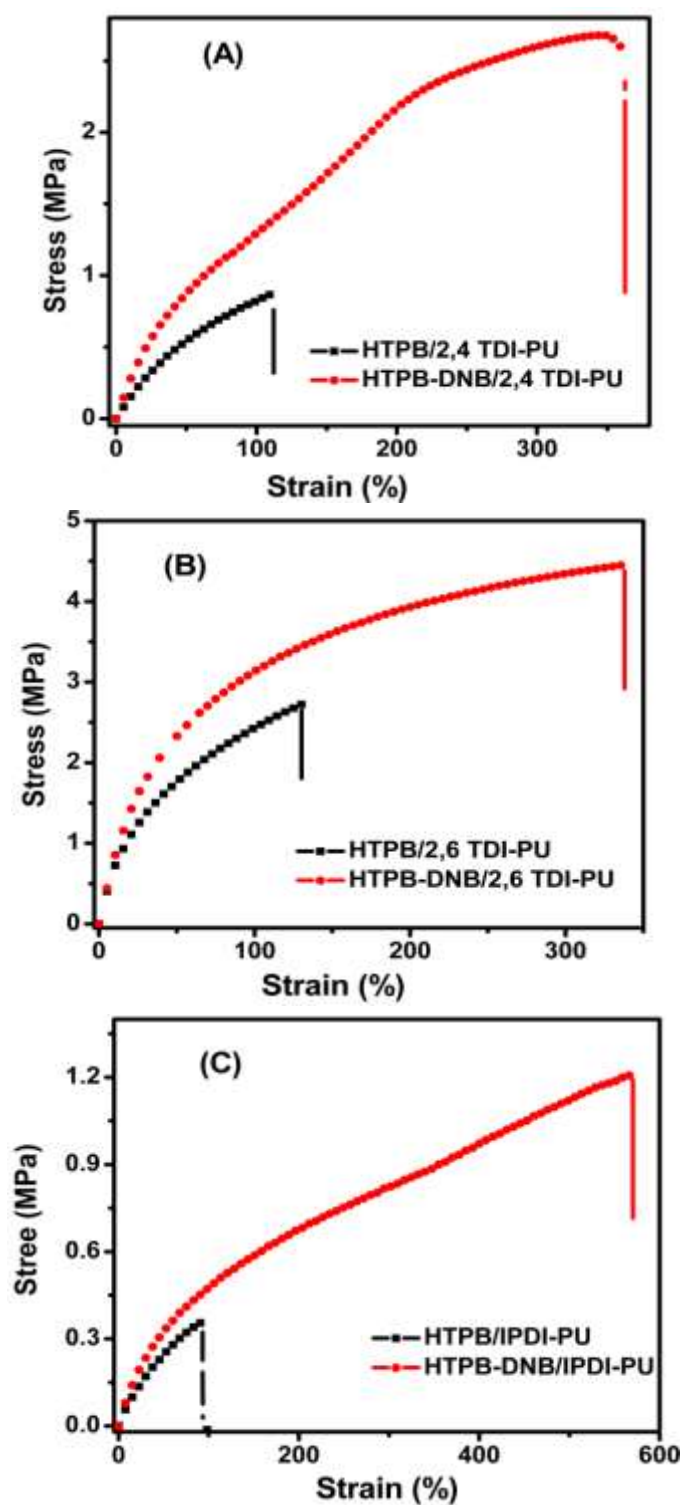 (A)
Stress (MPa)
2
1
0
HTPB/2,4 TDI-PU
HTPB-DNB/2,4 TDI-PU
0 100 200 300
Strain (%)
(B)
Stress (MPa)
5
4
3
2
1
0
HTPB/2,6 TDI-PU
HTPB-DNB/2,6 TDI-PU
0 100 200 300
Strain (%)
(C)
Stree (MPa)
1.2
0.9
0.6
0.3
0.0
HTPB/IPDI-PU
HTPB-DNB/IPDI-PU
0 200 400 600
Strain (%)